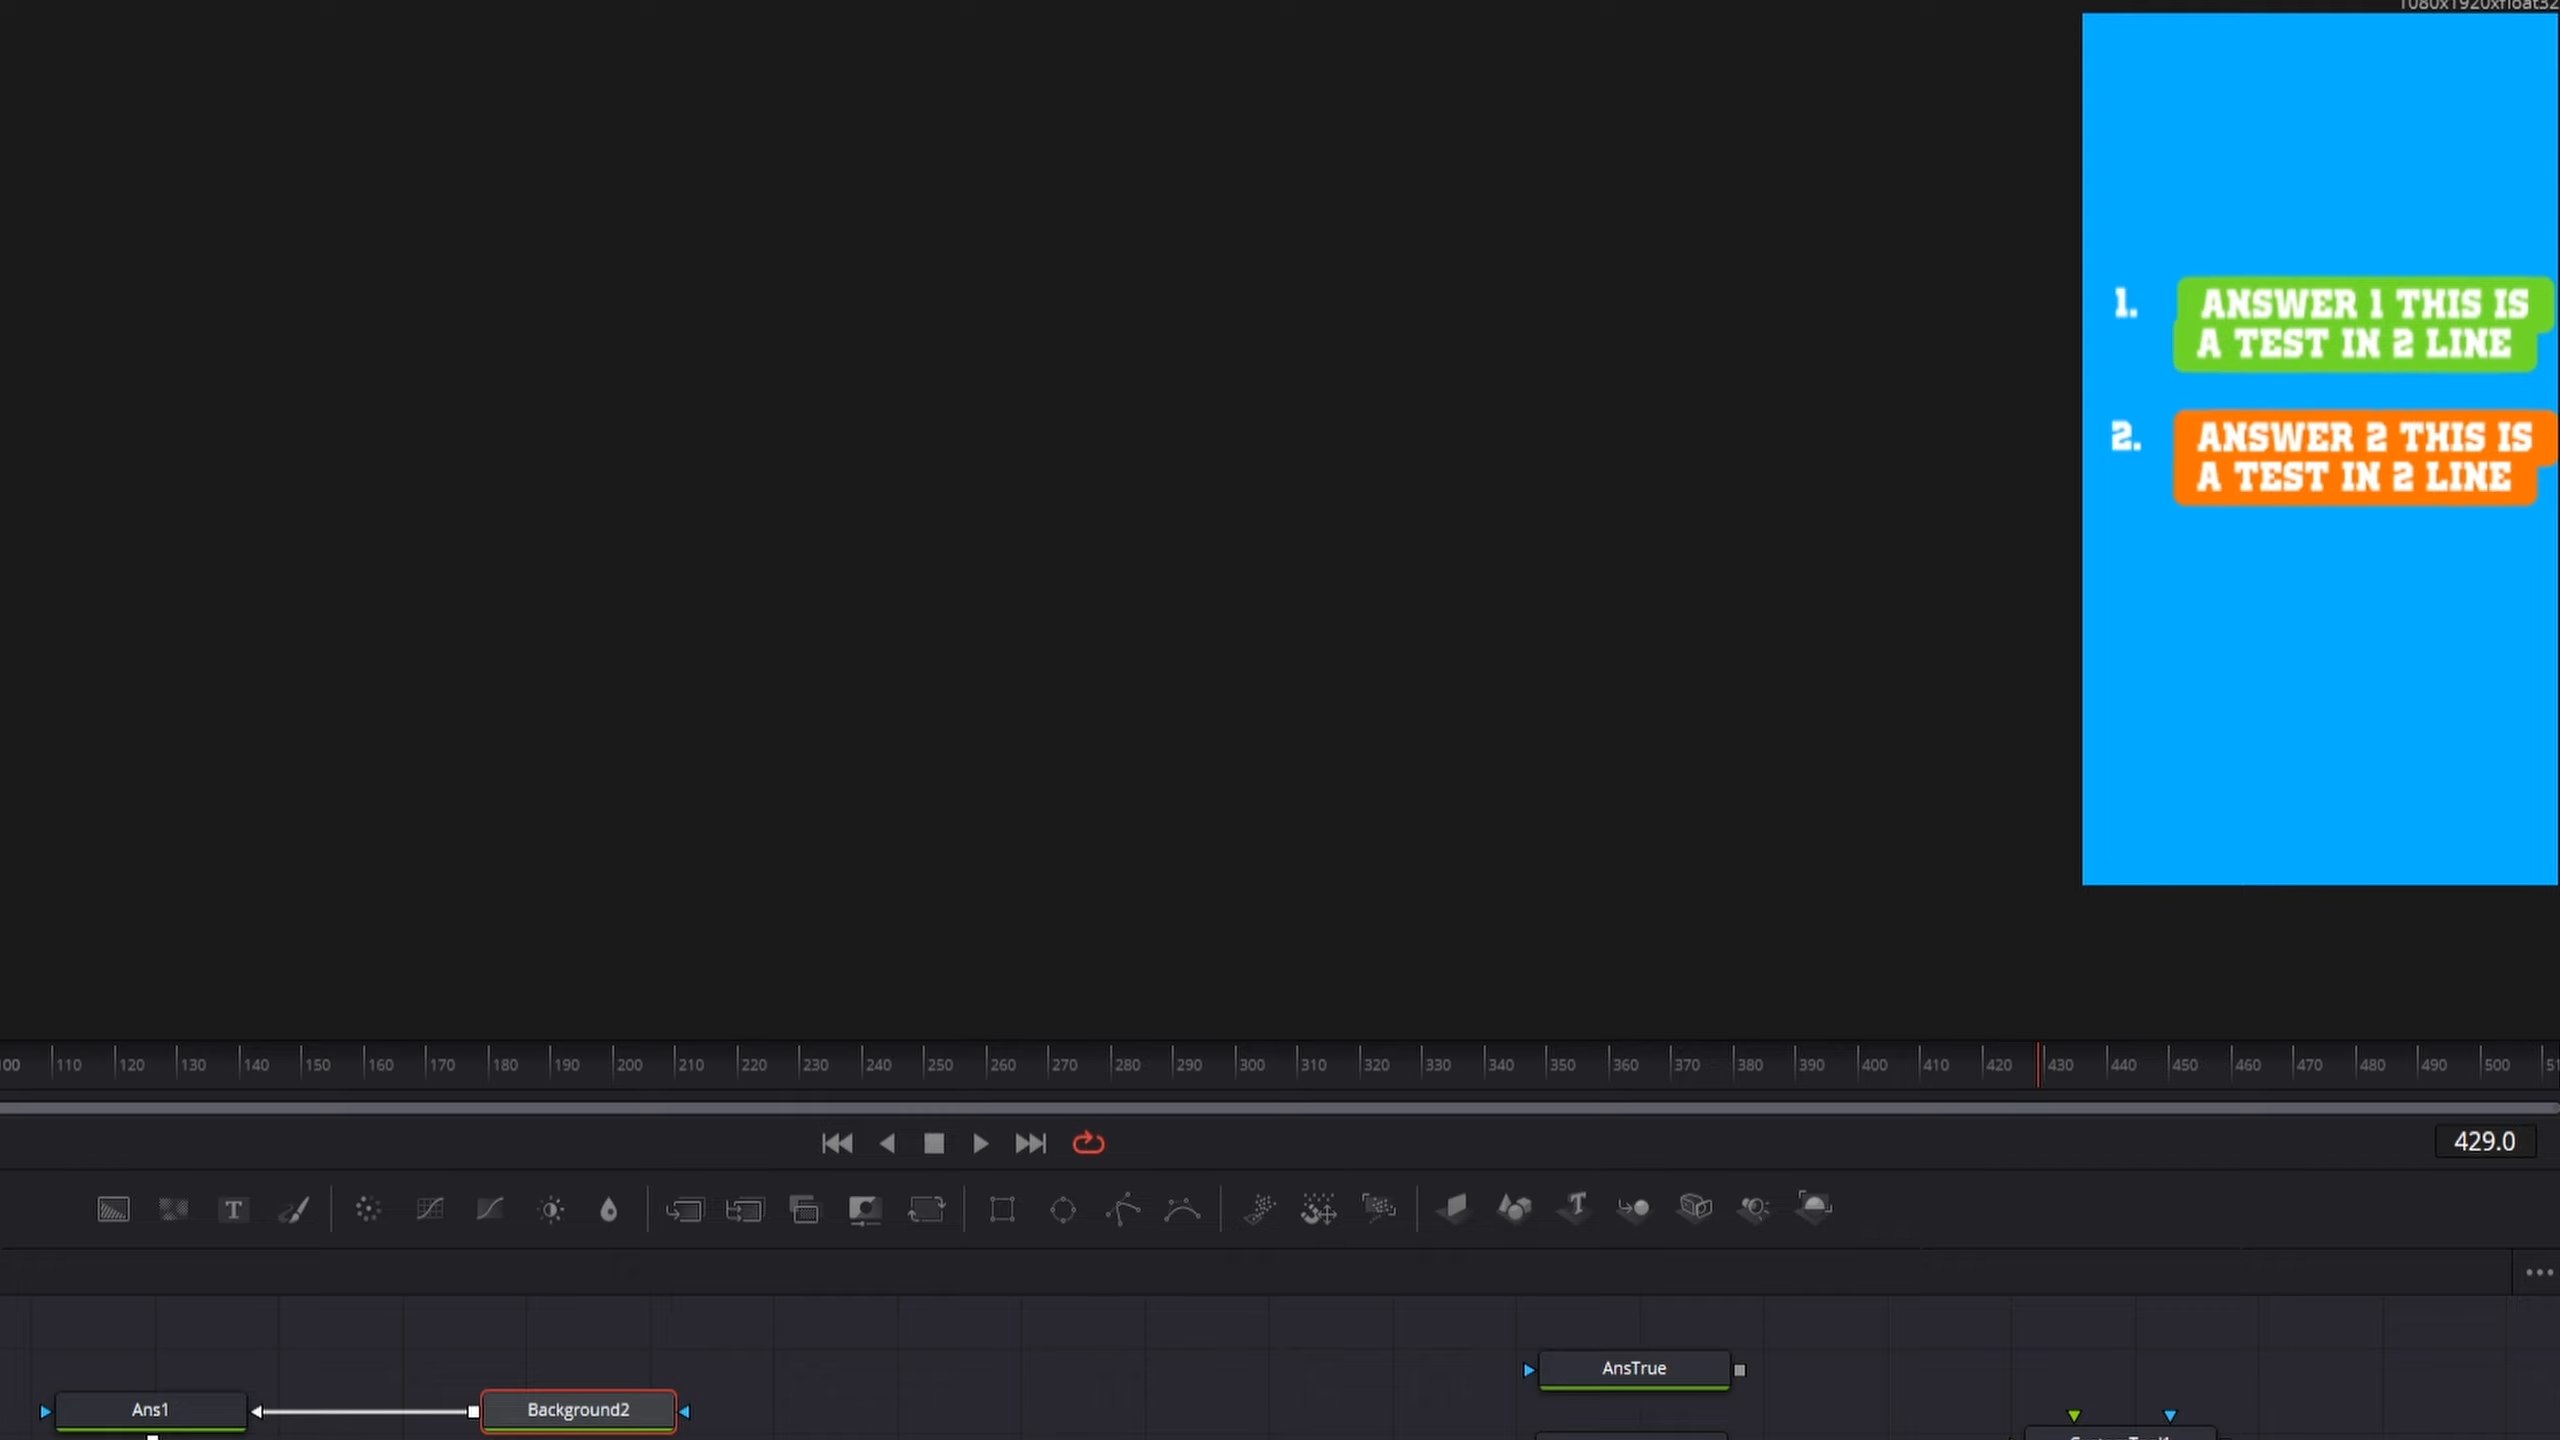 1080x1920xfloat32
1. ANSWER 1 THIS IS
A TEST IN 2 LINE
2. ANSWER 2 THIS IS
A TEST IN 2 LINE
00 110 120 130 140 150 160 170 180 190 200 210 220 230 240 250 260 270 280 290 300 310 320 330 340 350 360 370 380 390 400 410 420 430 440 450 460 470 480 490 500 51
429.0
T
AnsTrue
Ans1
Background2